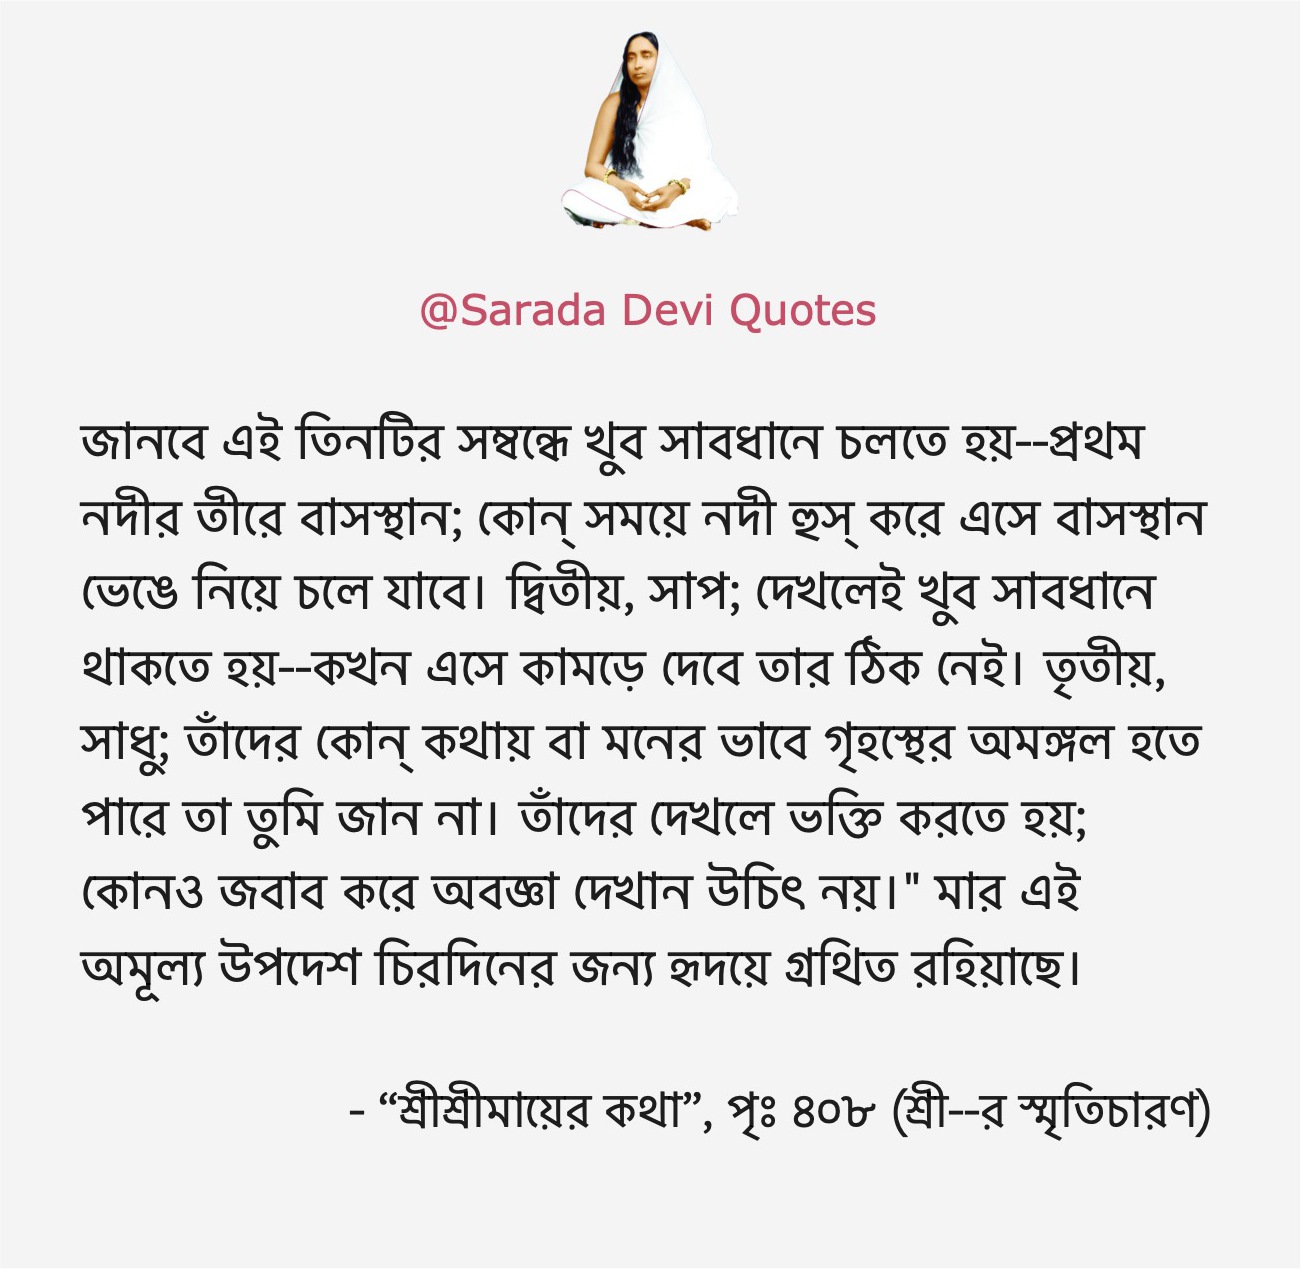 @Sarada Devi Quotes
জানবে এই তিনটির সম্বন্ধে খুব সাবধানে চলতে হয়--প্রথম
নদীর তীরে বাসস্থান; কোন্ সময়ে নদী হুস্ করে এসে বাসস্থান
ভেঙে নিয়ে চলে যাবে। দ্বিতীয়, সাপ; দেখলেই খুব সাবধানে
থাকতে হয়--কখন এসে কামড়ে দেবে তার ঠিক নেই। তৃতীয়,
সাধু; তাঁদের কোন্ কথায় বা মনের ভাবে গৃহস্থের অমঙ্গল হতে
পারে তা তুমি জান না। তাঁদের দেখলে ভক্তি করতে হয়;
কোনও জবাব করে অবজ্ঞা দেখান উচিৎ নয়।" মার এই
অমূল্য উপদেশ চিরদিনের জন্য হৃদয়ে গ্রথিত রহিয়াছে।
- “শ্রীশ্রীমায়ের কথা”, পৃঃ ৪০৮ (শ্রী--র স্মৃতিচারণ)